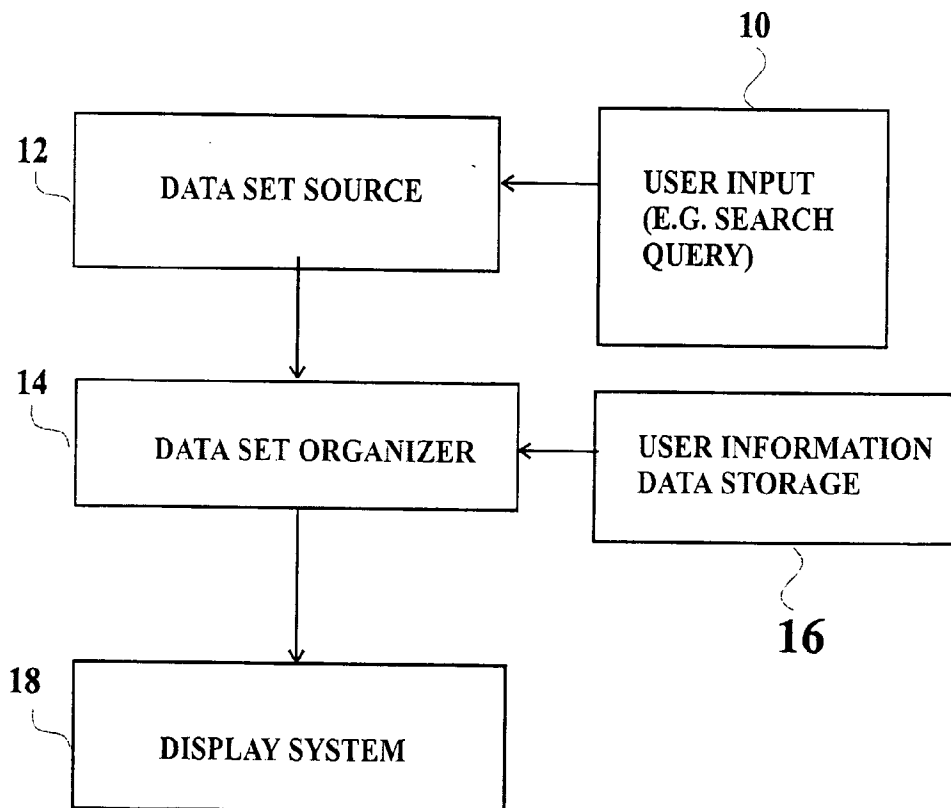 10
12
DATA SET SOURCE
USER INPUT
(E.G. SEARCH
QUERY)
14
DATA SET ORGANIZER
USER INFORMATION
DATA STORAGE
16
18
DISPLAY SYSTEM